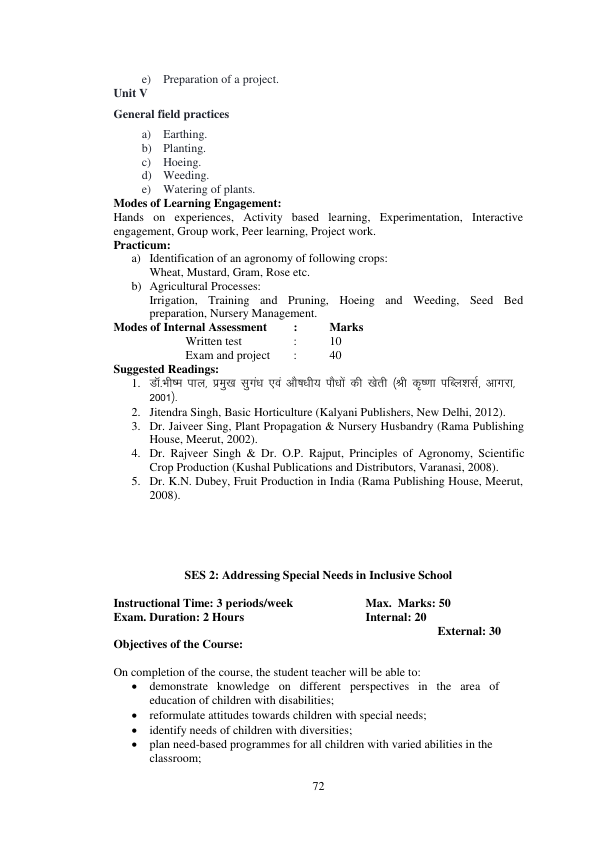 e) Preparation of a project.
Unit V
General field practices
a) Earthing.
b) Planting.
c) Hoeing.
d) Weeding.
e) Watering of plants.
Modes of Learning Engagement:
Hands on experiences, Activity based learning, Experimentation, Interactive
engagement, Group work, Peer learning, Project work.
Practicum:
a) Identification of an agronomy of following crops:
Wheat, Mustard, Gram, Rose etc.
b) Agricultural Processes:
Irrigation, Training and Pruning, Hoeing and Weeding, Seed Bed
preparation, Nursery Management.
Modes of Internal Assessment : Marks
Written test : 10
Exam and project : 40
Suggested Readings:
1. डॉ.भीष्म पाल, प्रमुख सुगंध एवं औषधीय पौधों की खेती (श्री कृष्णा पब्लिशर्स, आगरा,
2001).
2. Jitendra Singh, Basic Horticulture (Kalyani Publishers, New Delhi, 2012).
3. Dr. Jaiveer Sing, Plant Propagation & Nursery Husbandry (Rama Publishing
House, Meerut, 2002).
4. Dr. Rajveer Singh & Dr. O.P. Rajput, Principles of Agronomy, Scientific
Crop Production (Kushal Publications and Distributors, Varanasi, 2008).
5. Dr. K.N. Dubey, Fruit Production in India (Rama Publishing House, Meerut,
2008).
SES 2: Addressing Special Needs in Inclusive School
Instructional Time: 3 periods/week Max. Marks: 50
Exam. Duration: 2 Hours Internal: 20
External: 30
Objectives of the Course:
On completion of the course, the student teacher will be able to:
• demonstrate knowledge on different perspectives in the area of
education of children with disabilities;
• reformulate attitudes towards children with special needs;
• identify needs of children with diversities;
• plan need-based programmes for all children with varied abilities in the
classroom;
72